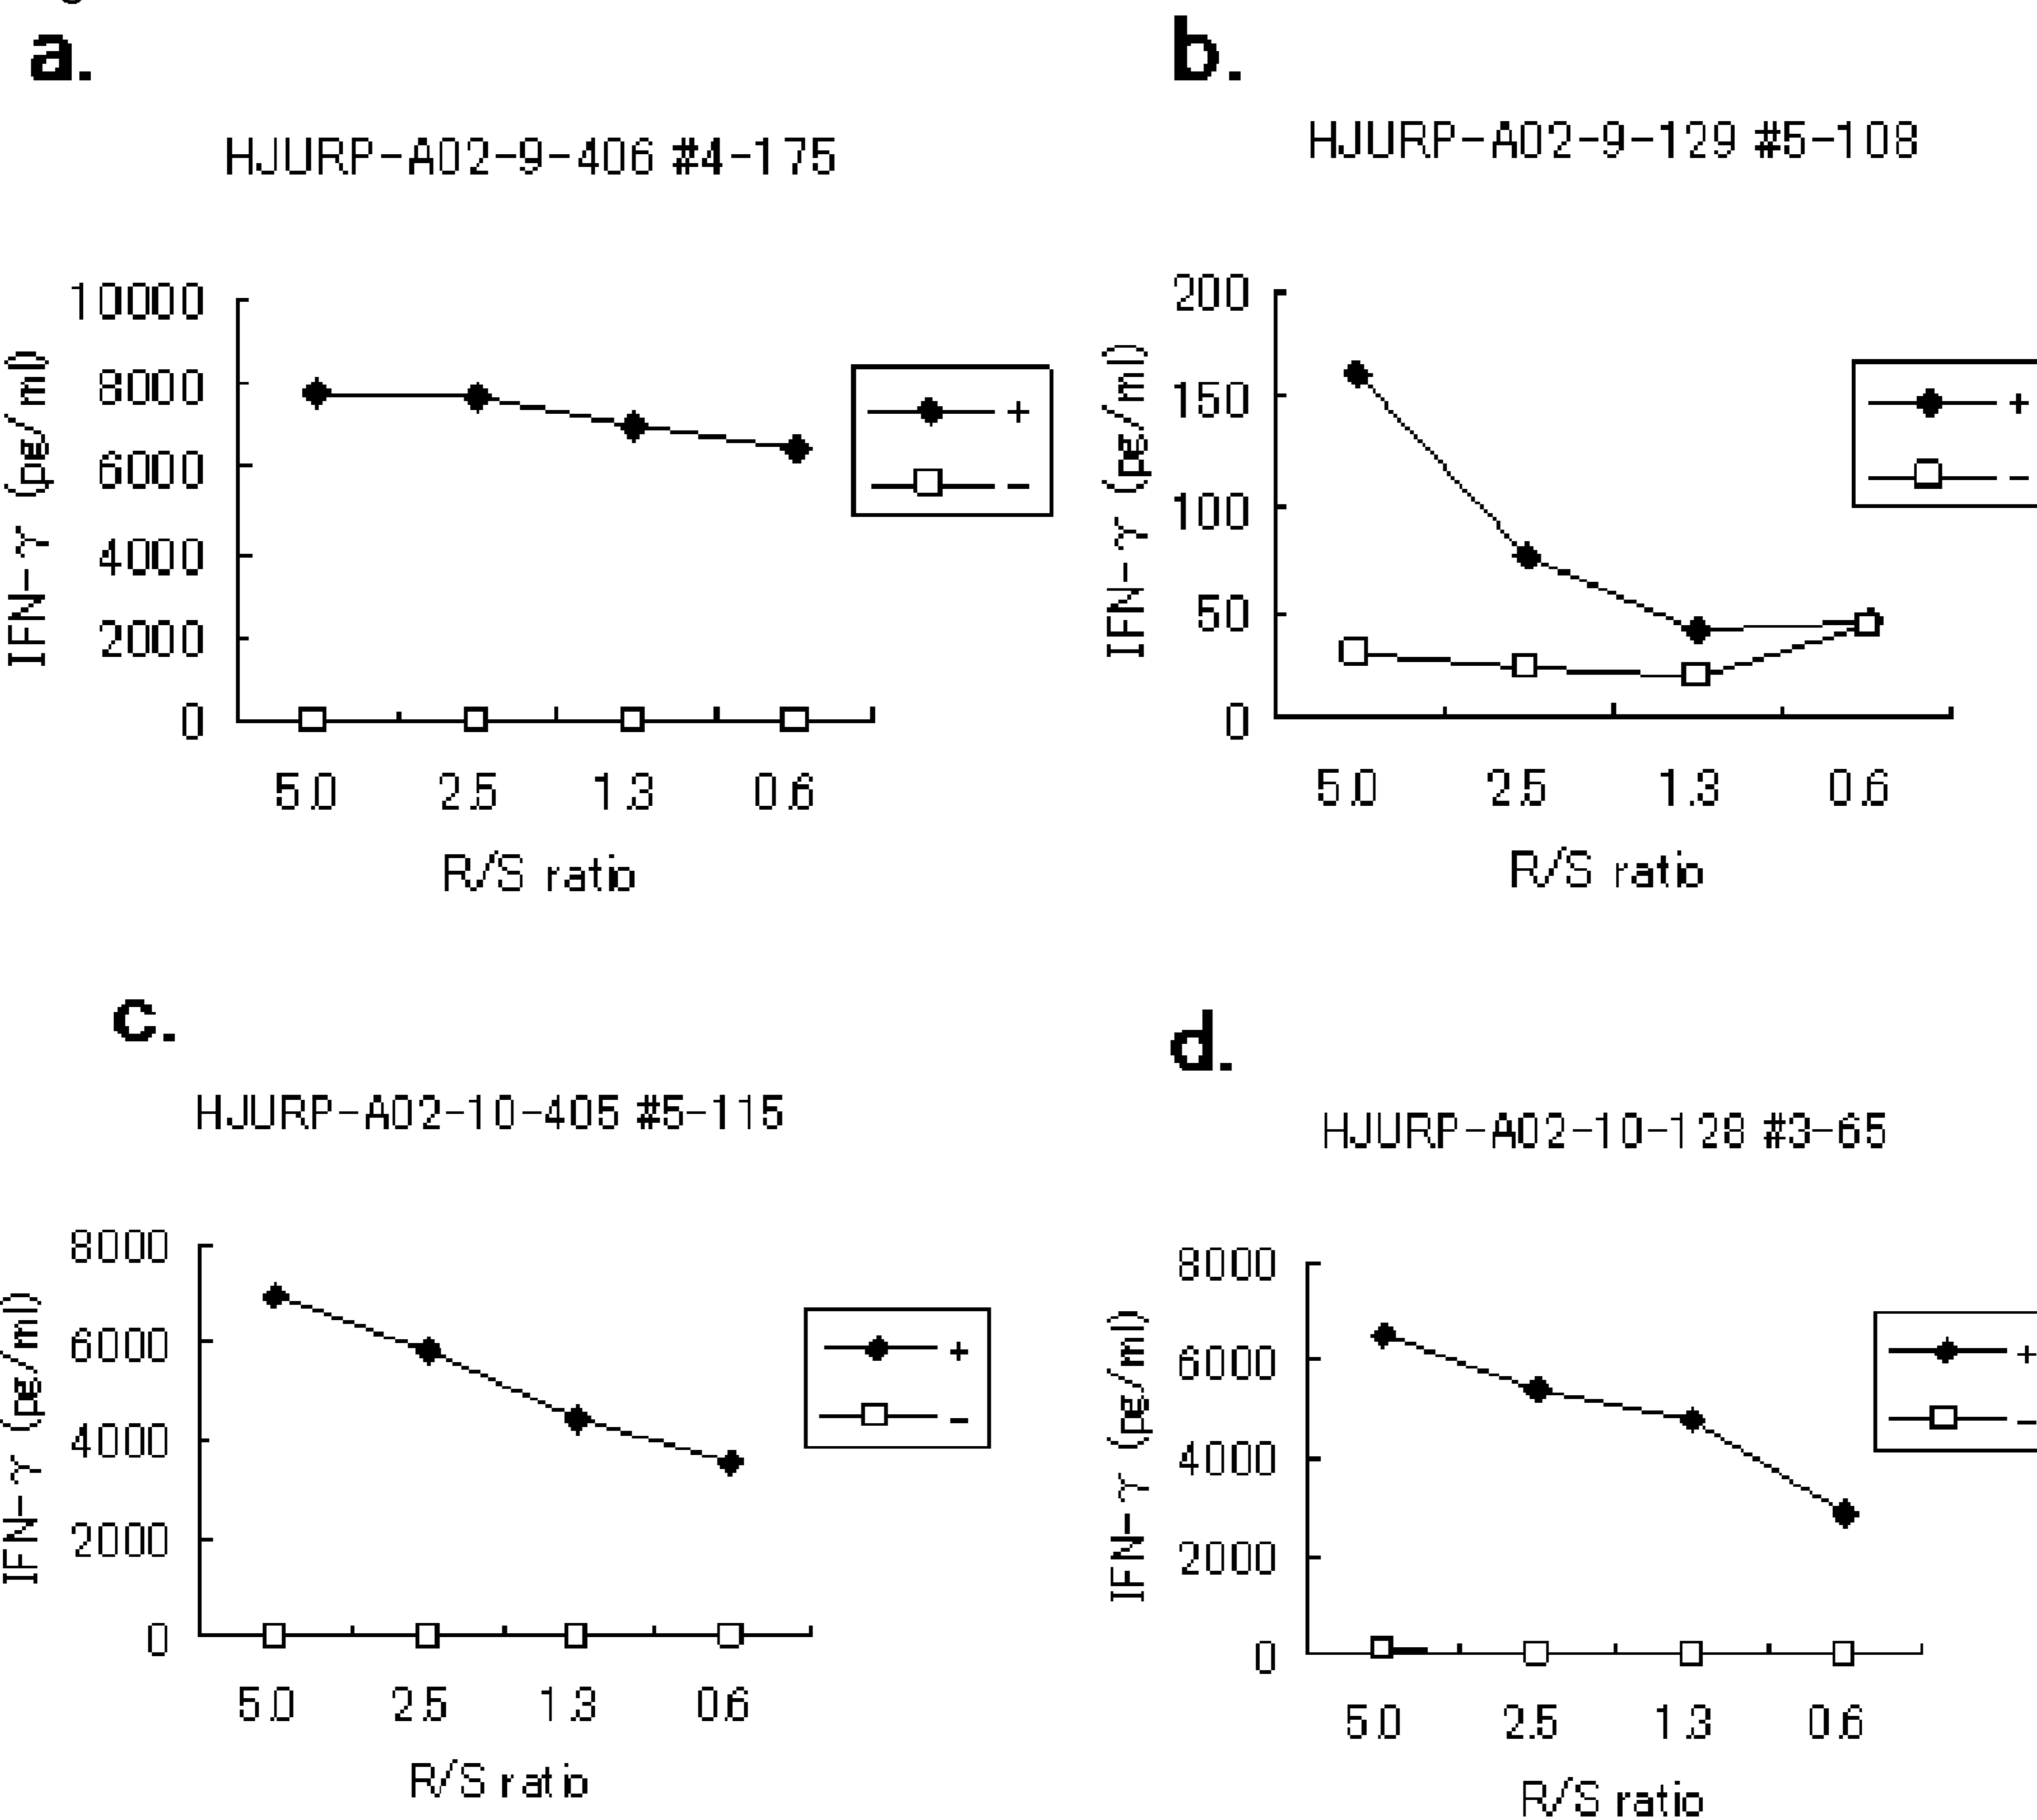 a.
HJURP-A02-9-406 #4-175
IFN-γ (pg/ml)
10000
8000
6000
4000
2000
0
5.0 2.5 1.3 0.6
R/S ratio
+
−
b.
HJURP-A02-9-129 #5-108
IFN-γ (pg/ml)
200
150
100
50
0
5.0 2.5 1.3 0.6
R/S ratio
+
−
c.
HJURP-A02-10-405 #5-115
IFN-γ (pg/ml)
8000
6000
4000
2000
0
5.0 2.5 1.3 0.6
R/S ratio
+
−
d.
HJURP-A02-10-128 #3-65
IFN-γ (pg/ml)
8000
6000
4000
2000
0
5.0 2.5 1.3 0.6
R/S ratio
+
−